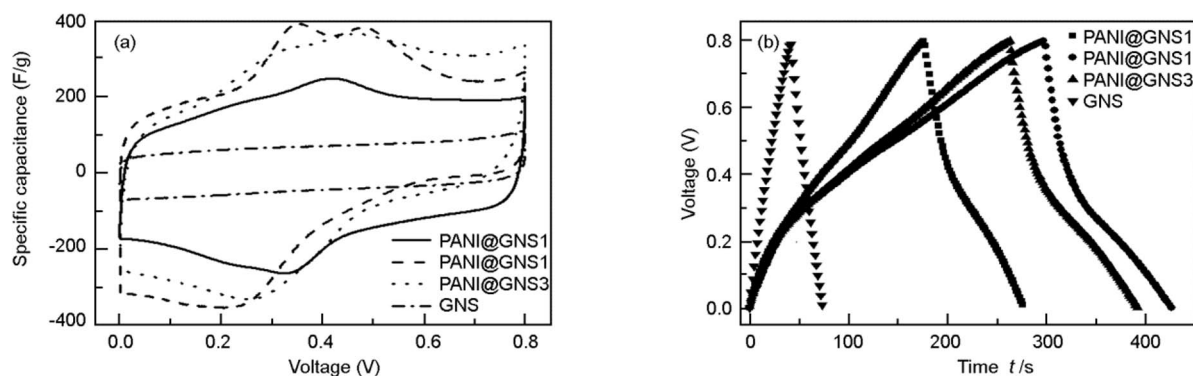 (a)
400
200
0
-200
-400
Specific capacitance (F/g)
0.0 0.2 0.4 0.6 0.8
Voltage (V)
PANI@GNS1
PANI@GNS1
PANI@GNS3
GNS
(b)
0.8
0.6
0.4
0.2
0.0
Voltage (V)
0 100 200 300 400
Time t /s
PANI@GNS1
PANI@GNS1
PANI@GNS3
GNS